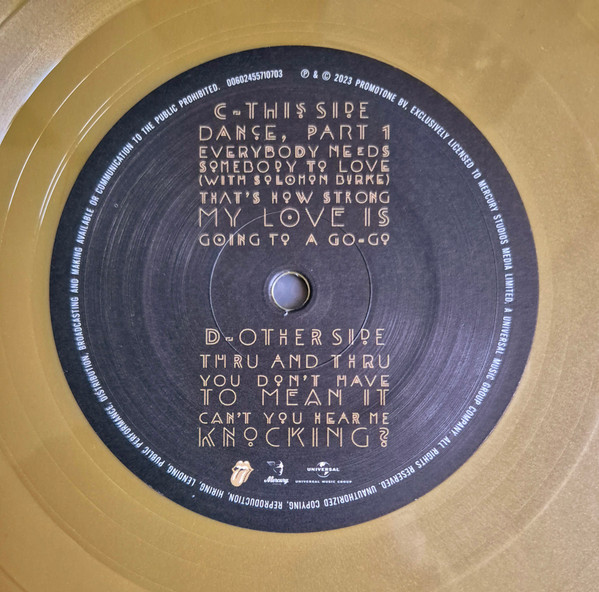 C-THIS SIDE
DANCE, PART 1
EVERYBODY NEEDS
SOMEBODY TO LOVE
(WITH SOLOMON BURKE)
THAT'S HOW STRONG
MY LOVE IS
GOING TO A GO-GO
D-OTHER SIDE
THRU AND THRU
YOU DON'T HAVE
TO MEAN IT
CAN'T YOU HEAR ME
KNOCKING?
Mercury
UNIVERSAL
UNIVERSAL MUSIC GROUP
℗ & © 2023 PROMOTONE BV, EXCLUSIVELY LICENSED TO MERCURY STUDIOS MEDIA LIMITED. A UNIVERSAL MUSIC GROUP COMPANY. ALL RIGHTS RESERVED. UNAUTHORIZED COPYING, REPRODUCTION, HIRING, LENDING, PUBLIC PERFORMANCE, DISTRIBUTION, BROADCASTING AND MAKING AVAILABLE OR COMMUNICATION TO THE PUBLIC PROHIBITED. 00602455710703